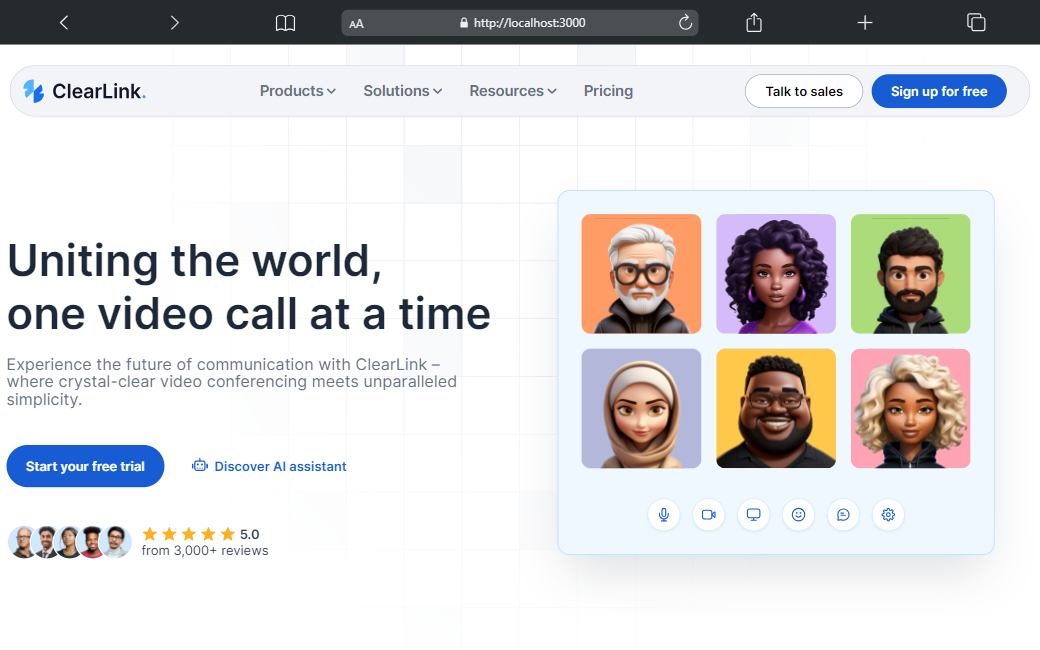 AA http://localhost:3000
ClearLink. Products Solutions Resources Pricing Talk to sales Sign up for free
Uniting the world,
one video call at a time
Experience the future of communication with ClearLink –
where crystal-clear video conferencing meets unparalleled
simplicity.
Start your free trial Discover AI assistant
5.0
from 3,000+ reviews